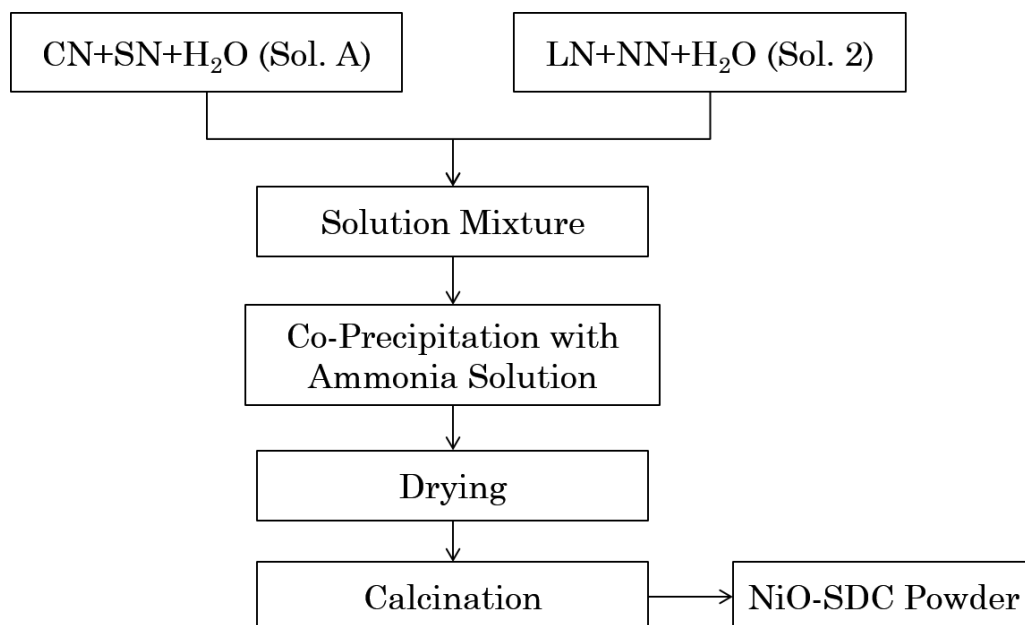 CN+SN+H₂O (Sol. A)
LN+NN+H₂O (Sol. 2)
Solution Mixture
Co-Precipitation with
Ammonia Solution
Drying
Calcination
NiO-SDC Powder